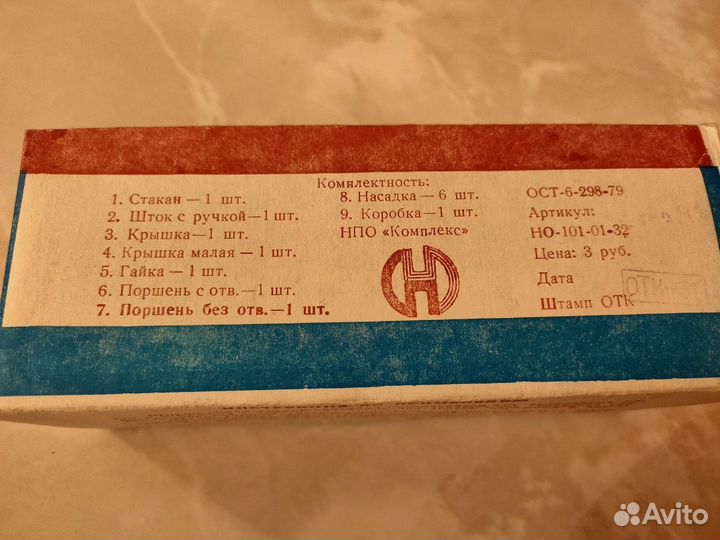 Комплектность:
1. Стакан — 1 шт.
2. Шток с ручкой — 1 шт.
3. Крышка — 1 шт.
4. Крышка малая — 1 шт.
5. Гайка — 1 шт.
6. Поршень с отв. — 1 шт.
7. Поршень без отв. — 1 шт.
8. Насадка — 6 шт.
9. Коробка — 1 шт.
НПО «Комплекс»
ОСТ-6-298-79
Артикул:
НО-101-01-32
Цена: 3 руб.
Дата
Штамп ОТК
Avito